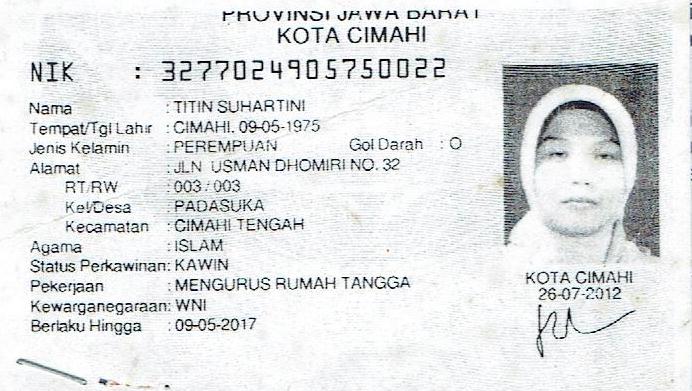 PROVINSI JAWA BARAT
KOTA CIMAHI
NIK : 3277024905750022
Nama : TITIN SUHARTINI
Tempat/Tgl Lahir : CIMAHI. 09-05-1975
Jenis Kelamin : PEREMPUAN Gol Darah : O
Alamat : JLN USMAN DHOMIRI NO. 32
RT/RW : 003 / 003
Kel/Desa : PADASUKA
Kecamatan : CIMAHI TENGAH
Agama : ISLAM
Status Perkawinan: KAWIN
Pekerjaan : MENGURUS RUMAH TANGGA
Kewarganegaraan: WNI
Berlaku Hingga : 09-05-2017
KOTA CIMAHI
26-07-2012